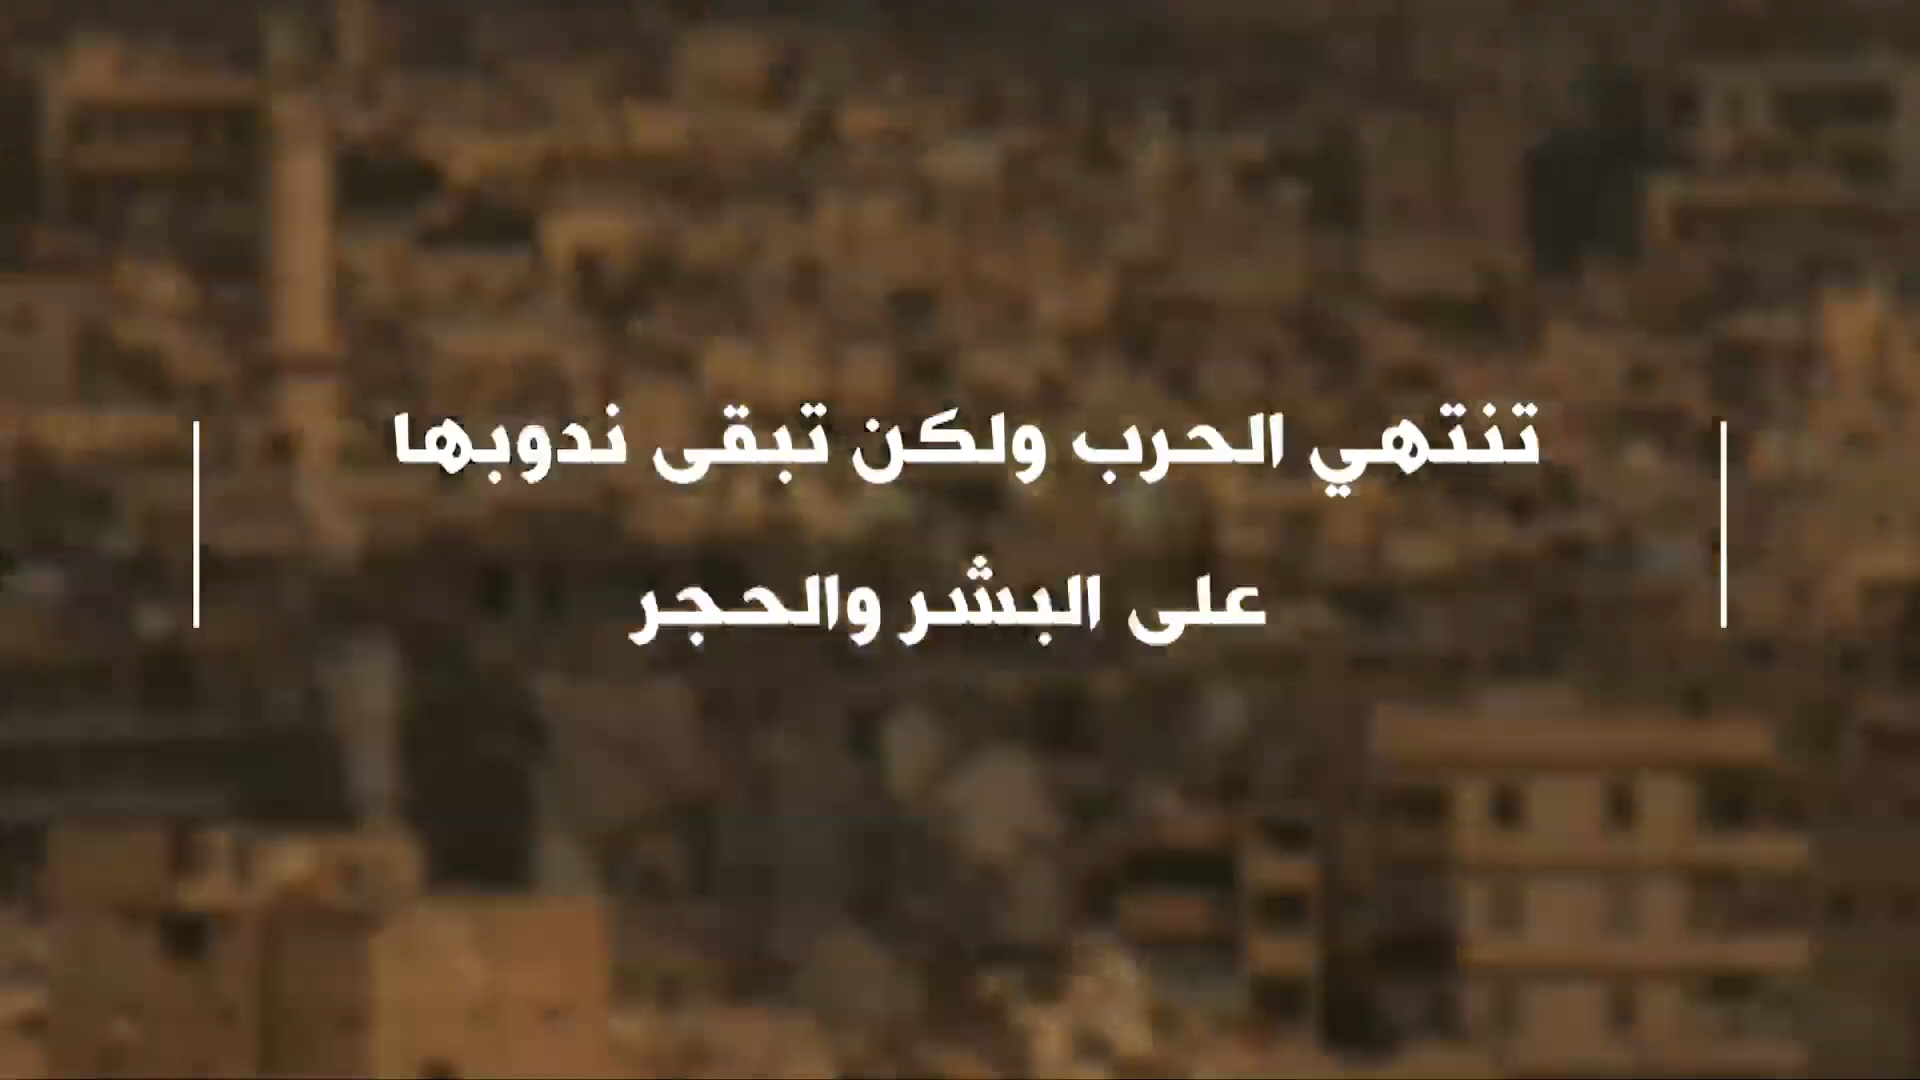 تنتهي الحرب ولكن تبقى ندوبها
على البشر والحجر